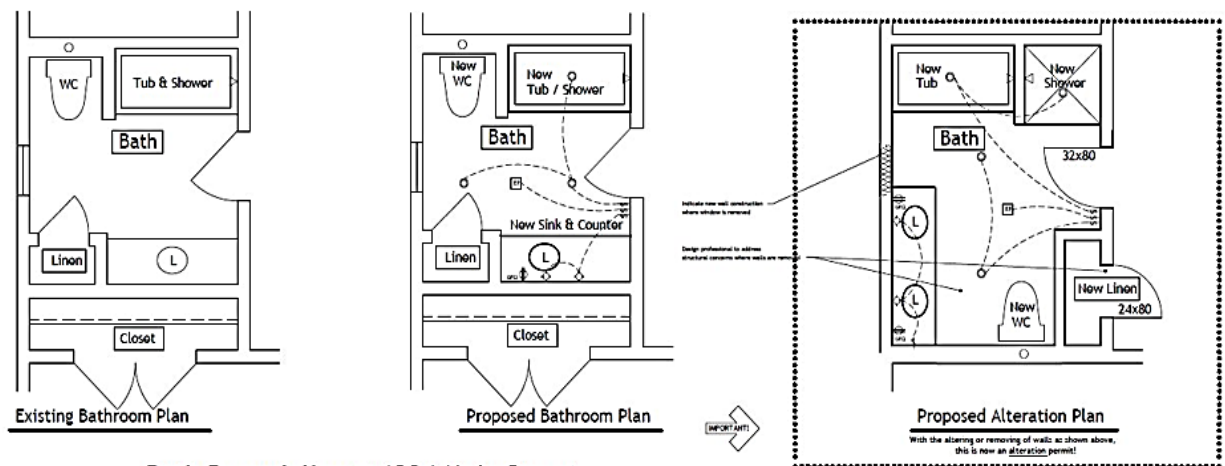 WC
Tub & Shower
Bath
Linen
L
Closet
Existing Bathroom Plan
New
WC
New
Tub / Shower
Bath
EF
New Sink & Counter
Linen
L
GFCI
Closet
Proposed Bathroom Plan
IMPORTANT!
Indicate new wall construction
where window is removed
Design professional to address
structural concerns where walls are removed
New
Tub
New
Shower
Bath
32x80
EF
L
L
New
WC
New Linen
24x80
Proposed Alteration Plan
With the altering or removing of walls as shown above,
this is now an alteration permit!